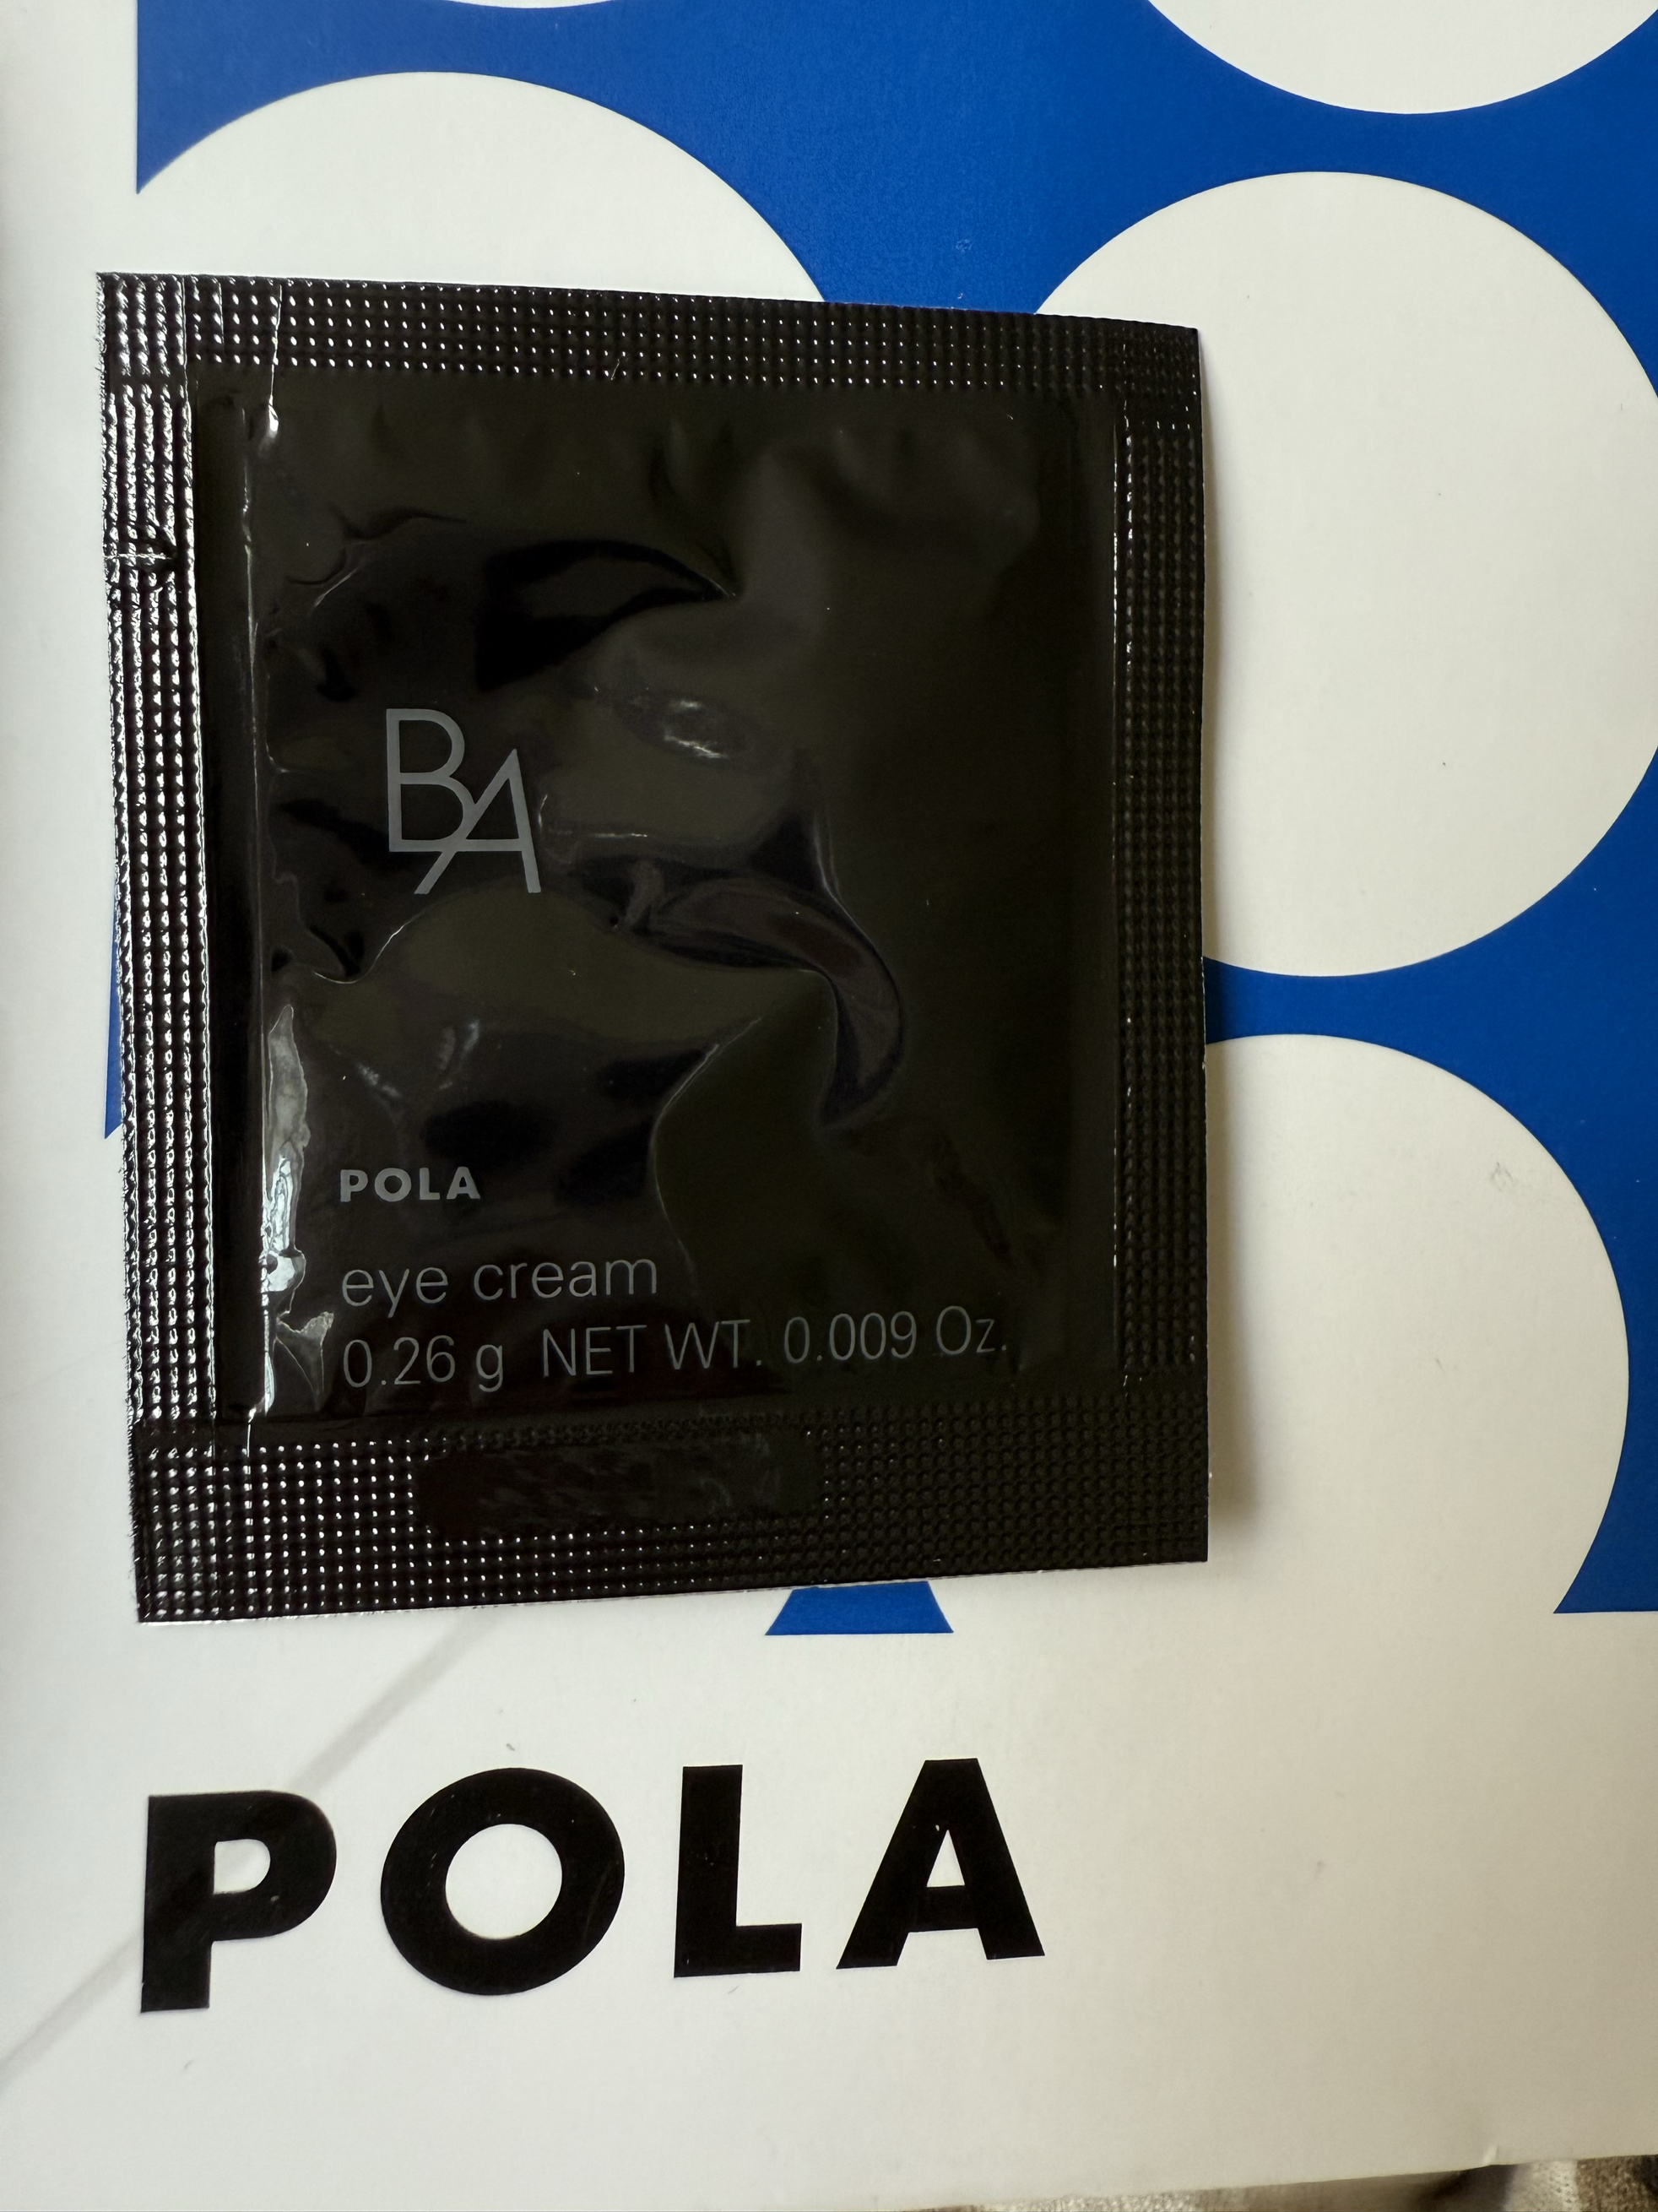 BA
POLA
eye cream
0.26 g NET WT. 0.009 Oz.
POLA